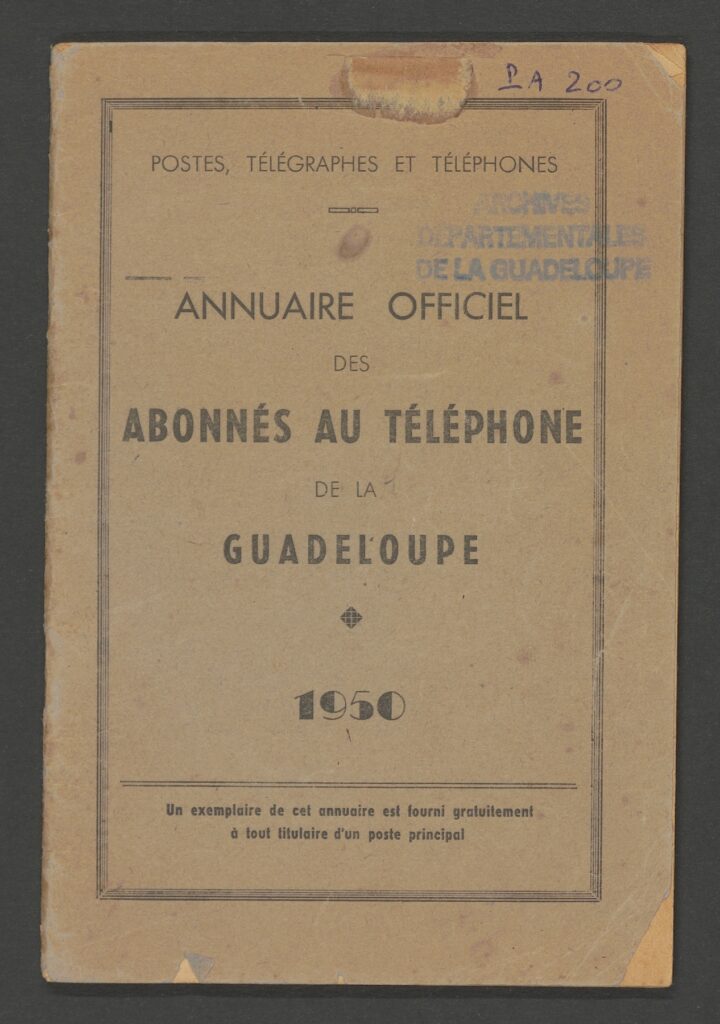 PA 200
POSTES, TÉLÉGRAPHES ET TÉLÉPHONES
ARCHIVES
DÉPARTEMENTALES
DE LA GUADELOUPE
ANNUAIRE OFFICIEL
DES
ABONNÉS AU TÉLÉPHONE
DE LA
GUADELOUPE
1950
Un exemplaire de cet annuaire est fourni gratuitement
à tout titulaire d'un poste principal